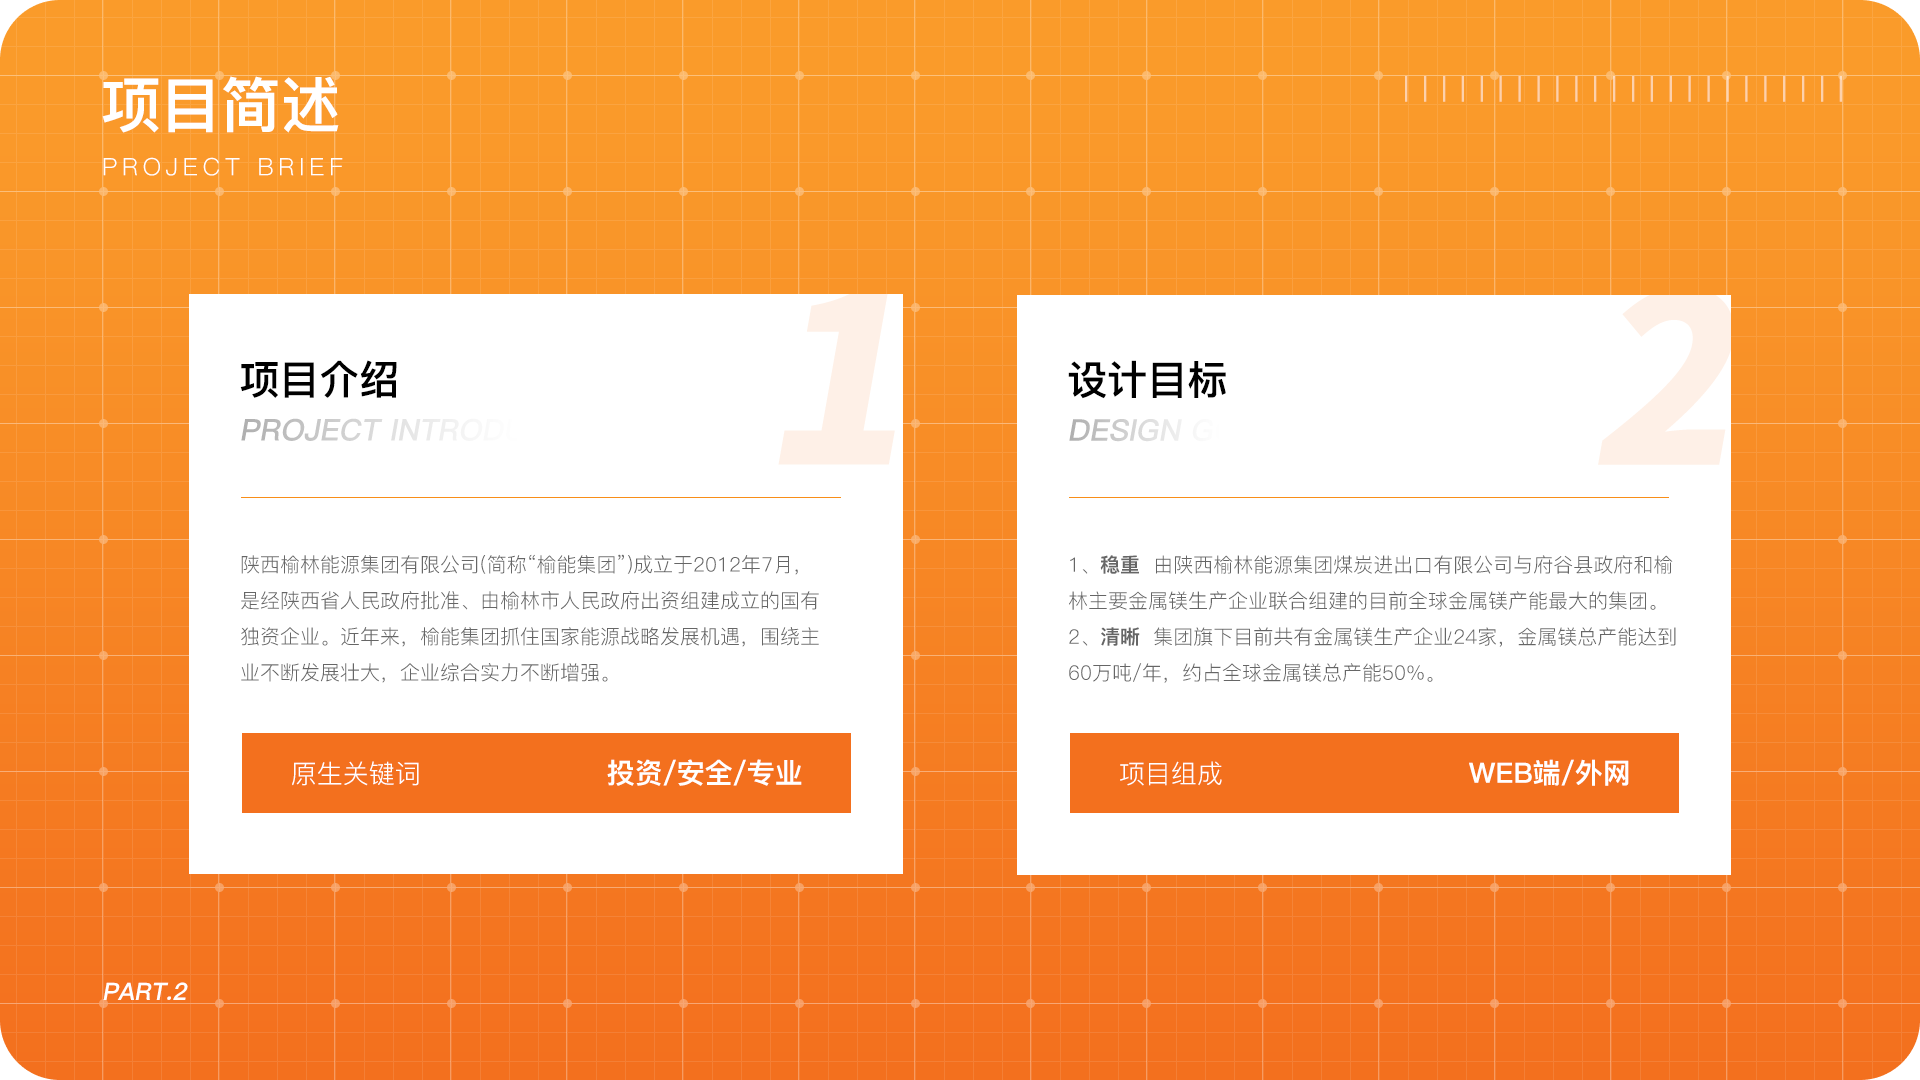 项目简述
PROJECT BRIEF
1
项目介绍
PROJECT INTROD
陕西榆林能源集团有限公司(简称“榆能集团”)成立于2012年7月，
是经陕西省人民政府批准、由榆林市人民政府出资组建成立的国有
独资企业。近年来，榆能集团抓住国家能源战略发展机遇，围绕主
业不断发展壮大，企业综合实力不断增强。
原生关键词 投资/安全/专业
2
设计目标
DESIGN G
1、稳重 由陕西榆林能源集团煤炭进出口有限公司与府谷县政府和榆
林主要金属镁生产企业联合组建的目前全球金属镁产能最大的集团。
2、清晰 集团旗下目前共有金属镁生产企业24家，金属镁总产能达到
60万吨/年，约占全球金属镁总产能50%。
项目组成 WEB端/外网
PART.2